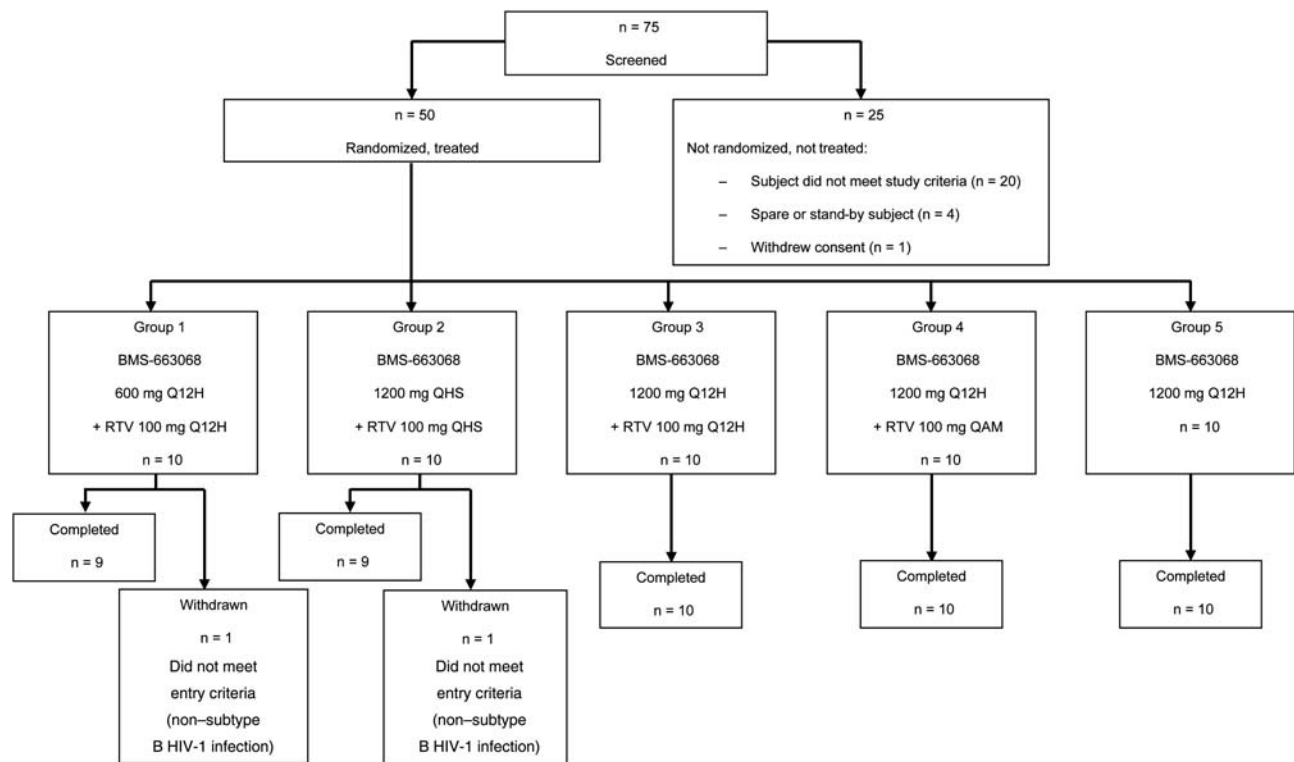 n = 75
Screened
n = 50
Randomized, treated
n = 25
Not randomized, not treated:
– Subject did not meet study criteria (n = 20)
– Spare or stand-by subject (n = 4)
– Withdrew consent (n = 1)
Group 1
BMS-663068
600 mg Q12H
+ RTV 100 mg Q12H
n = 10
Group 2
BMS-663068
1200 mg QHS
+ RTV 100 mg QHS
n = 10
Group 3
BMS-663068
1200 mg Q12H
+ RTV 100 mg Q12H
n = 10
Group 4
BMS-663068
1200 mg Q12H
+ RTV 100 mg QAM
n = 10
Group 5
BMS-663068
1200 mg Q12H
n = 10
Completed
n = 9
Withdrawn
n = 1
Did not meet
entry criteria
(non–subtype
B HIV-1 infection)
Completed
n = 9
Withdrawn
n = 1
Did not meet
entry criteria
(non–subtype
B HIV-1 infection)
Completed
n = 10
Completed
n = 10
Completed
n = 10